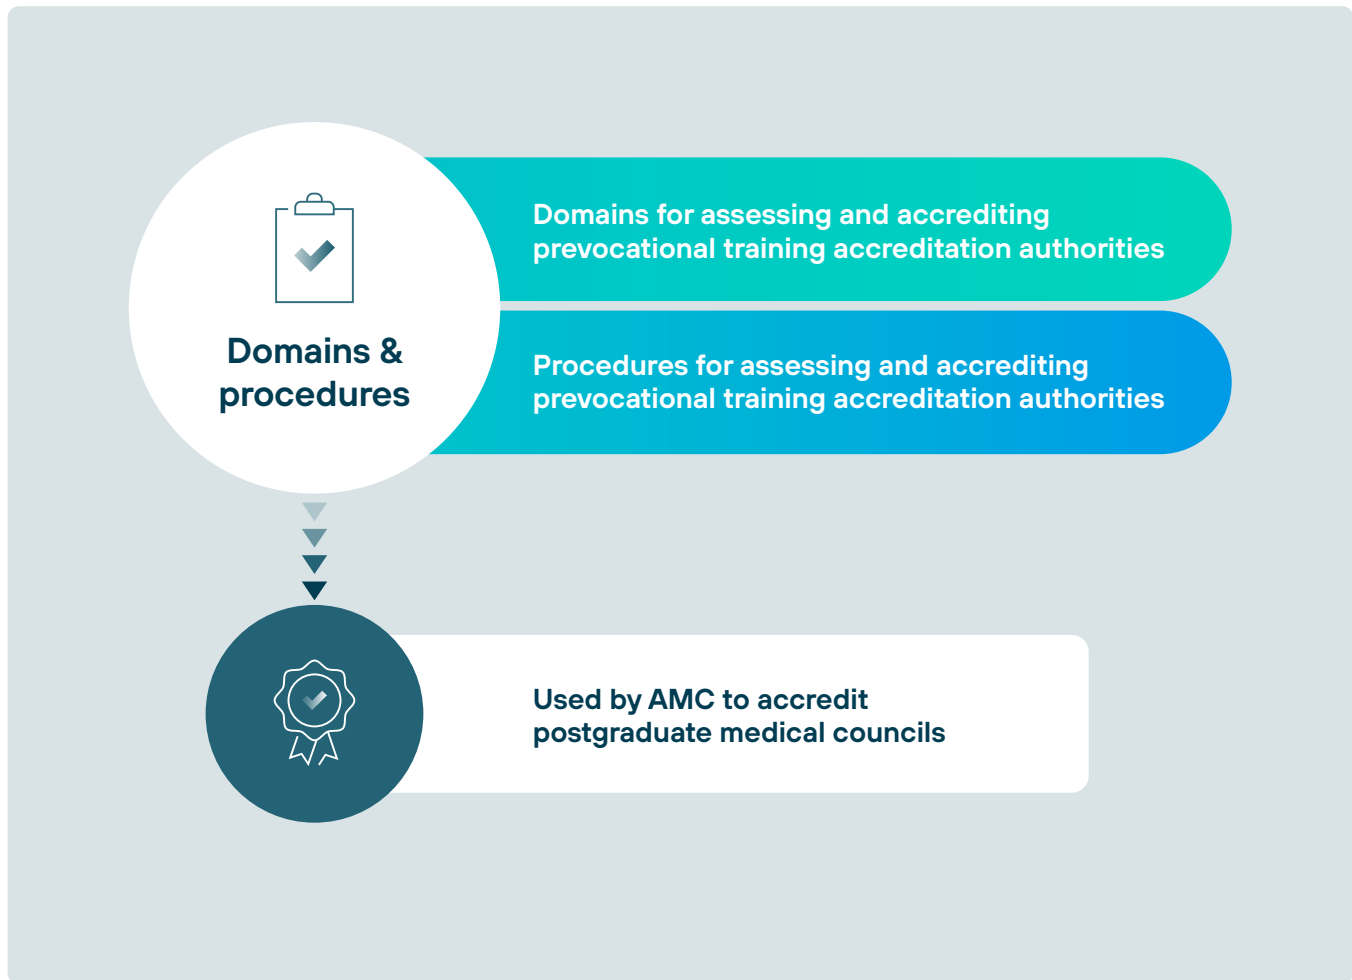 Domains for assessing and accrediting
prevocational training accreditation authorities
Domains &
procedures
Procedures for assessing and accrediting
prevocational training accreditation authorities
Used by AMC to accredit
postgraduate medical councils